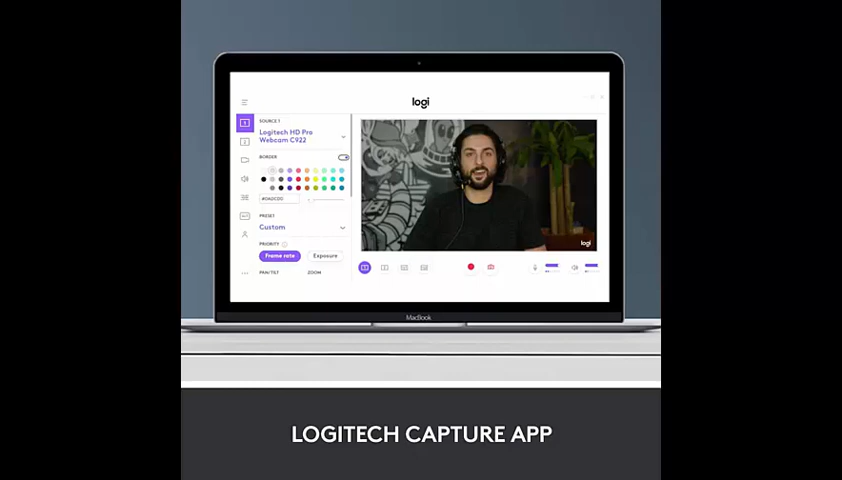 logi
SOURCE 1
Logitech HD Pro
Webcam C922
BORDER
PRESET
Custom
PRIORITY
Frame rate
Exposure
PAN/TILT
ZOOM
logi
MacBook
LOGITECH CAPTURE APP